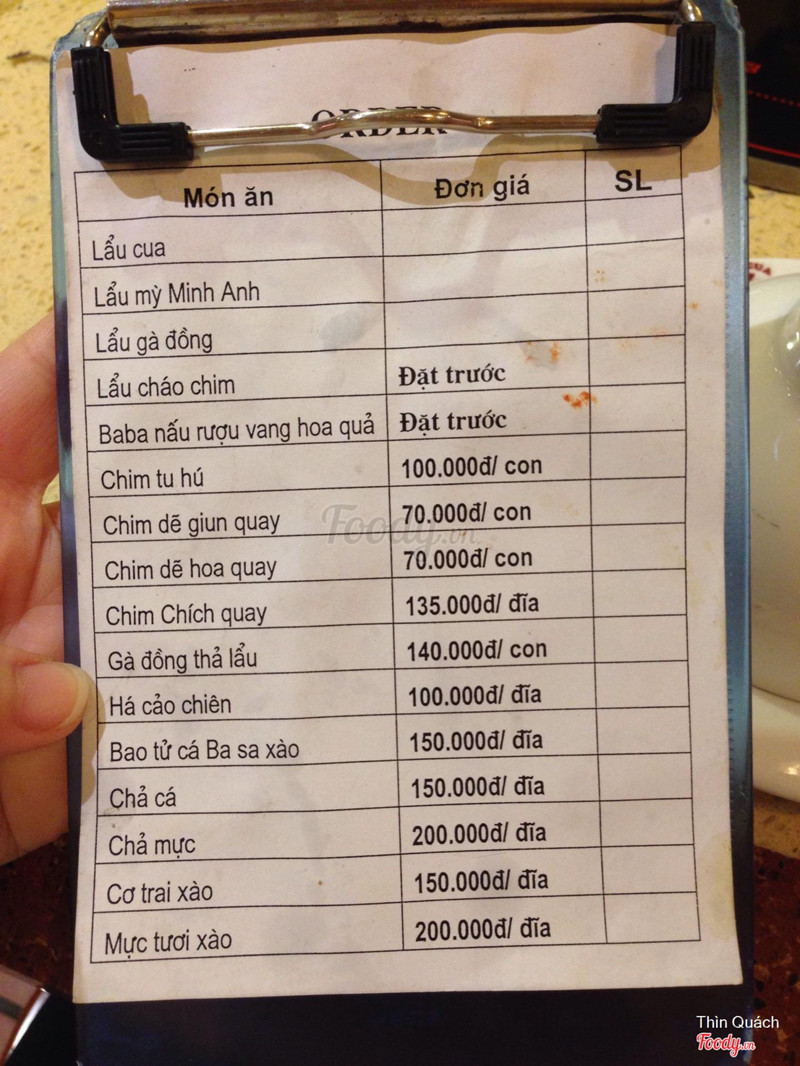 ORDER
Món ăn Đơn giá SL
Lẩu cua
Lẩu mỳ Minh Anh
Lẩu gà đồng
Lẩu cháo chim Đặt trước
Baba nấu rượu vang hoa quả Đặt trước
Chim tu hú 100.000đ/ con
Chim dẽ giun quay 70.000đ/ con
Chim dẽ hoa quay 70.000đ/ con
Chim Chích quay 135.000đ/ đĩa
Gà đồng thả lẩu 140.000đ/ con
Há cảo chiên 100.000đ/ đĩa
Bao tử cá Ba sa xào 150.000đ/ đĩa
Chả cá 150.000đ/ đĩa
Chả mực 200.000đ/ đĩa
Cơ trai xào 150.000đ/ đĩa
Mực tươi xào 200.000đ/ đĩa
Foody.vn
Thìn Quách
Foody.vn